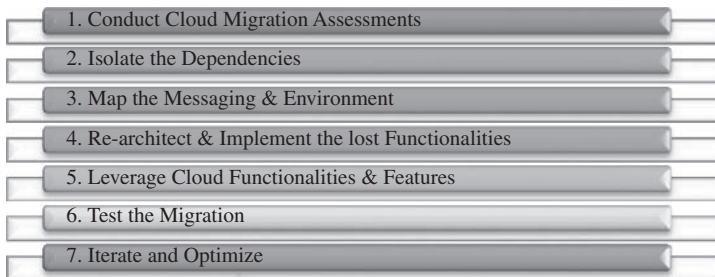 1. Conduct Cloud Migration Assessments
2. Isolate the Dependencies
3. Map the Messaging & Environment
4. Re-architect & Implement the lost Functionalities
5. Leverage Cloud Functionalities & Features
6. Test the Migration
7. Iterate and Optimize